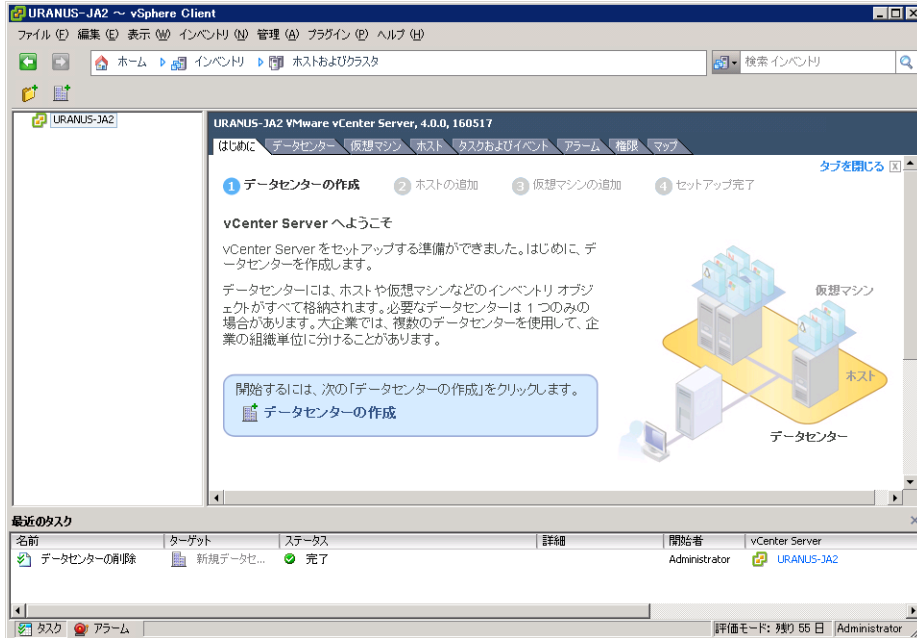 URANUS-JA2 ~ vSphere Client
ファイル (F) 編集 (E) 表示 (W) インベントリ (N) 管理 (A) プラグイン (P) ヘルプ (H)
ホーム インベントリ ホストおよびクラスタ 検索 インベントリ
URANUS-JA2
URANUS-JA2 VMware vCenter Server, 4.0.0, 160517
はじめに データセンター 仮想マシン ホスト タスクおよびイベント アラーム 権限 マップ
タブを閉じる
1 データセンターの作成 2 ホストの追加 3 仮想マシンの追加 4 セットアップ完了
vCenter Server へようこそ
vCenter Server をセットアップする準備ができました。はじめに、デ
ータセンターを作成します。
データセンターには、ホストや仮想マシンなどのインベントリ オブジ
ェクトがすべて格納されます。必要なデータセンターは 1 つのみの
場合があります。大企業では、複数のデータセンターを使用して、企
業の組織単位に分けることがあります。
開始するには、次の「データセンターの作成」をクリックします。
データセンターの作成
仮想マシン
ホスト
データセンター
最近のタスク
名前 ターゲット ステータス 詳細 開始者 vCenter Server
データセンターの削除 新規データセ... 完了 Administrator URANUS-JA2
タスク アラーム 評価モード: 残り 55 日 Administrator